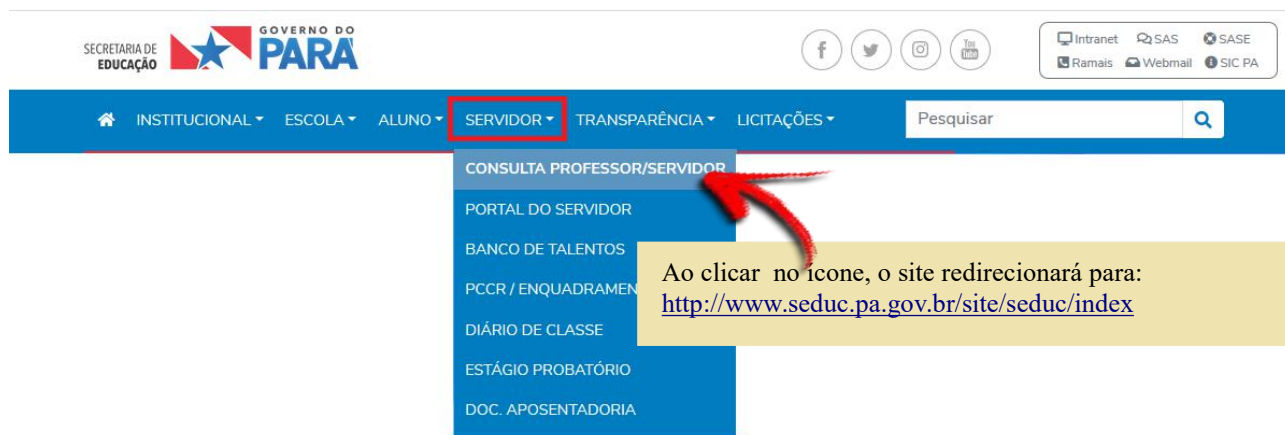 SECRETARIA DE
EDUCAÇÃO
GOVERNO DO
PARÁ
f
You
Tube
Intranet SAS SASE
Ramais Webmail SIC PA
INSTITUCIONAL ESCOLA ALUNO SERVIDOR TRANSPARÊNCIA LICITAÇÕES Pesquisar
CONSULTA PROFESSOR/SERVIDOR
PORTAL DO SERVIDOR
BANCO DE TALENTOS
PCCR / ENQUADRAMEN
DIÁRIO DE CLASSE
ESTÁGIO PROBATÓRIO
DOC. APOSENTADORIA
Ao clicar no ícone, o site redirecionará para:
http://www.seduc.pa.gov.br/site/seduc/index